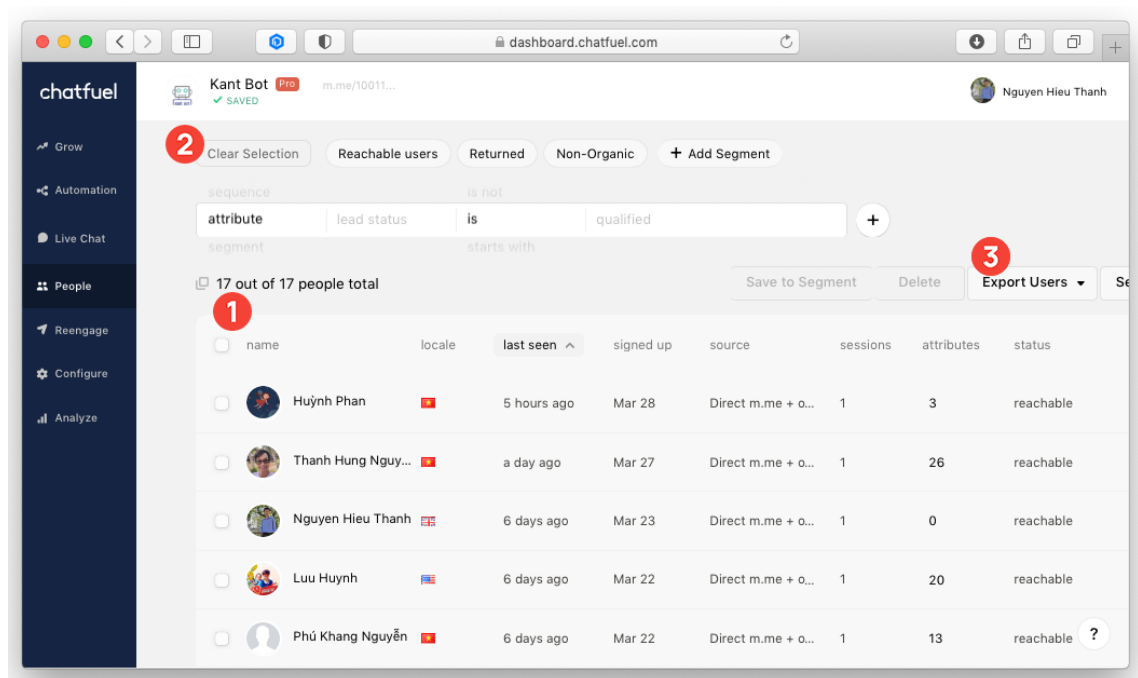 dashboard.chatfuel.com
chatfuel
Kant Bot Pro m.me/10011...
SAVED
Nguyen Hieu Thanh
Grow
Automation
Live Chat
People
Reengage
Configure
Analyze
2
Clear Selection Reachable users Returned Non-Organic + Add Segment
sequence is not
attribute lead status is qualified +
segment starts with
3
17 out of 17 people total Save to Segment Delete Export Users Se
1
name locale last seen signed up source sessions attributes status
Huỳnh Phan 5 hours ago Mar 28 Direct m.me + o... 1 3 reachable
Thanh Hung Nguy... a day ago Mar 27 Direct m.me + o... 1 26 reachable
Nguyen Hieu Thanh 6 days ago Mar 23 Direct m.me + o... 1 0 reachable
Luu Huynh 6 days ago Mar 22 Direct m.me + o... 1 20 reachable
Phú Khang Nguyễn 6 days ago Mar 22 Direct m.me + o... 1 13 reachable ?